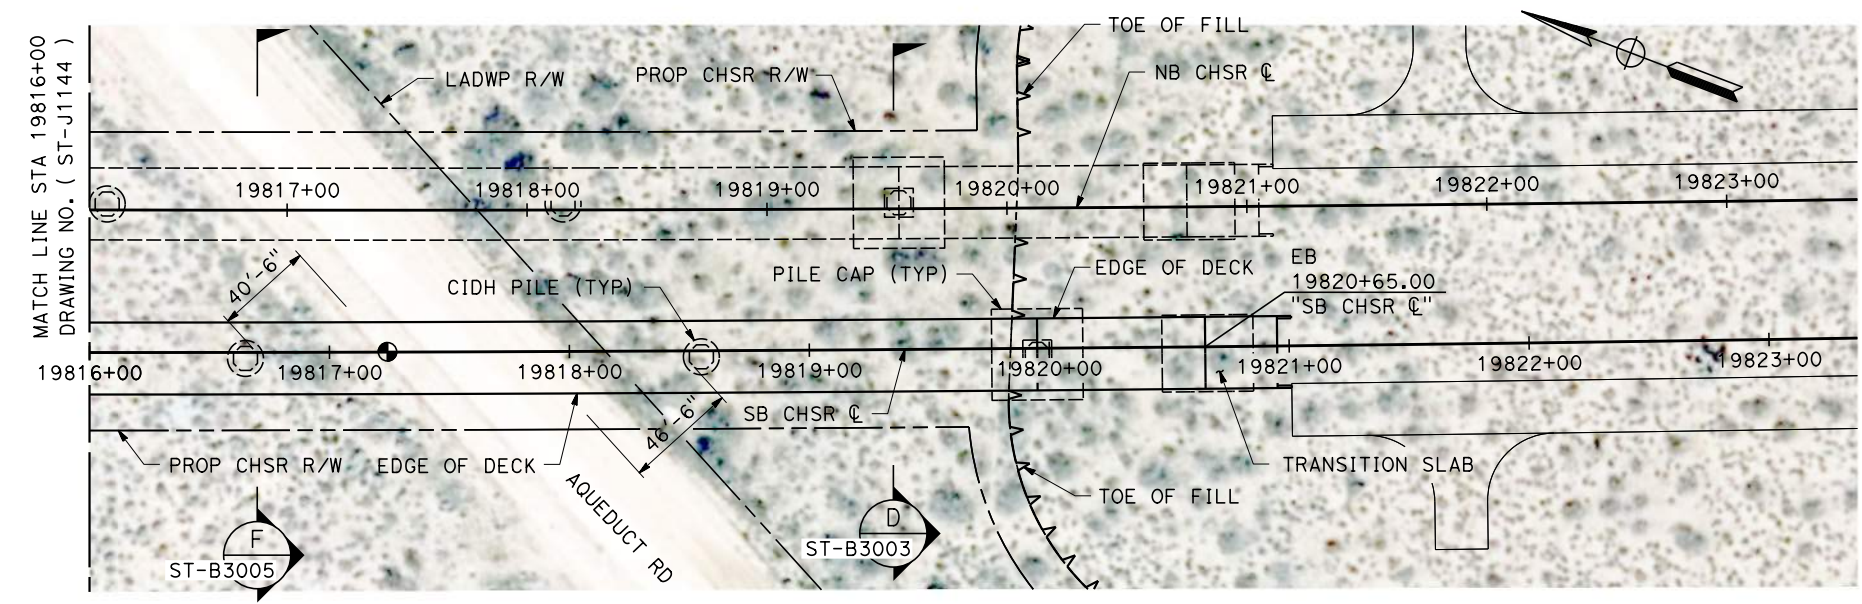 MATCH LINE STA 19816+00
DRAWING NO. ( ST-J1144 )
TOE OF FILL
LADWP R/W
PROP CHSR R/W
NB CHSR ℄
19817+00
19818+00
19819+00
19820+00
19821+00
19822+00
19823+00
40'-6"
CIDH PILE (TYP)
PILE CAP (TYP)
EDGE OF DECK
EB
19820+65.00
"SB CHSR ℄"
19816+00
19817+00
19818+00
19819+00
19820+00
19821+00
19822+00
19823+00
46'-6"
SB CHSR ℄
PROP CHSR R/W
EDGE OF DECK
TRANSITION SLAB
AQUEDUCT RD
TOE OF FILL
F
ST-B3005
D
ST-B3003